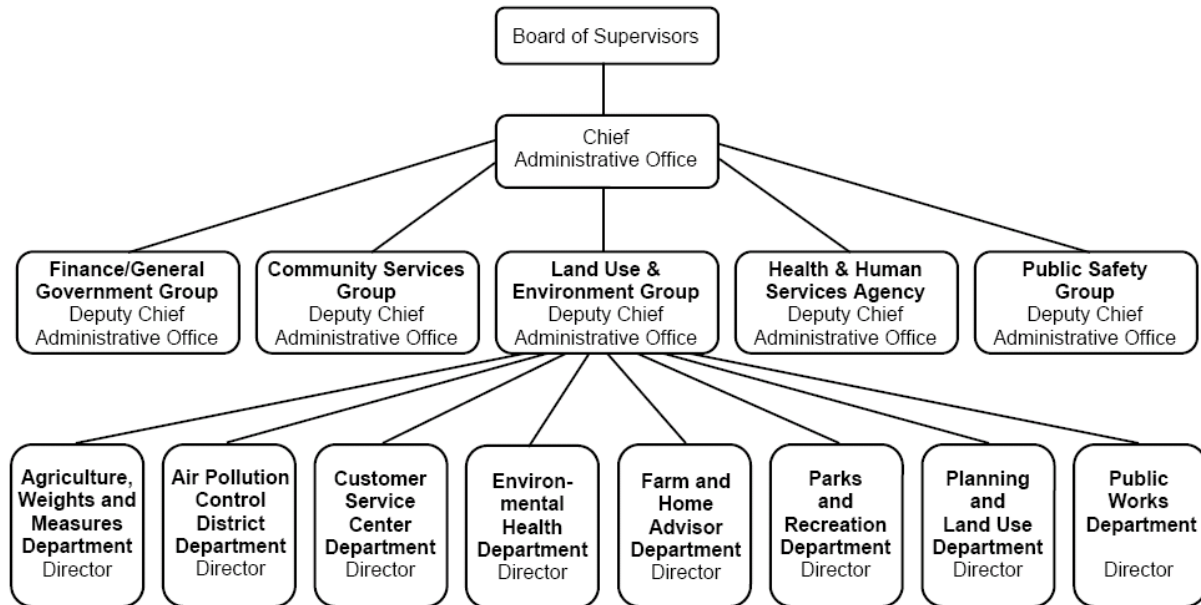 Board of Supervisors
Chief
Administrative Office
Finance/General
Government Group
Deputy Chief
Administrative Office
Community Services
Group
Deputy Chief
Administrative Office
Land Use &
Environment Group
Deputy Chief
Administrative Office
Health & Human
Services Agency
Deputy Chief
Administrative Office
Public Safety
Group
Deputy Chief
Administrative Office
Agriculture,
Weights and
Measures
Department
Director
Air Pollution
Control
District
Department
Director
Customer
Service
Center
Department
Director
Environ-
mental
Health
Department
Director
Farm and
Home
Advisor
Department
Director
Parks
and
Recreation
Department
Director
Planning
and
Land Use
Department
Director
Public
Works
Department
Director